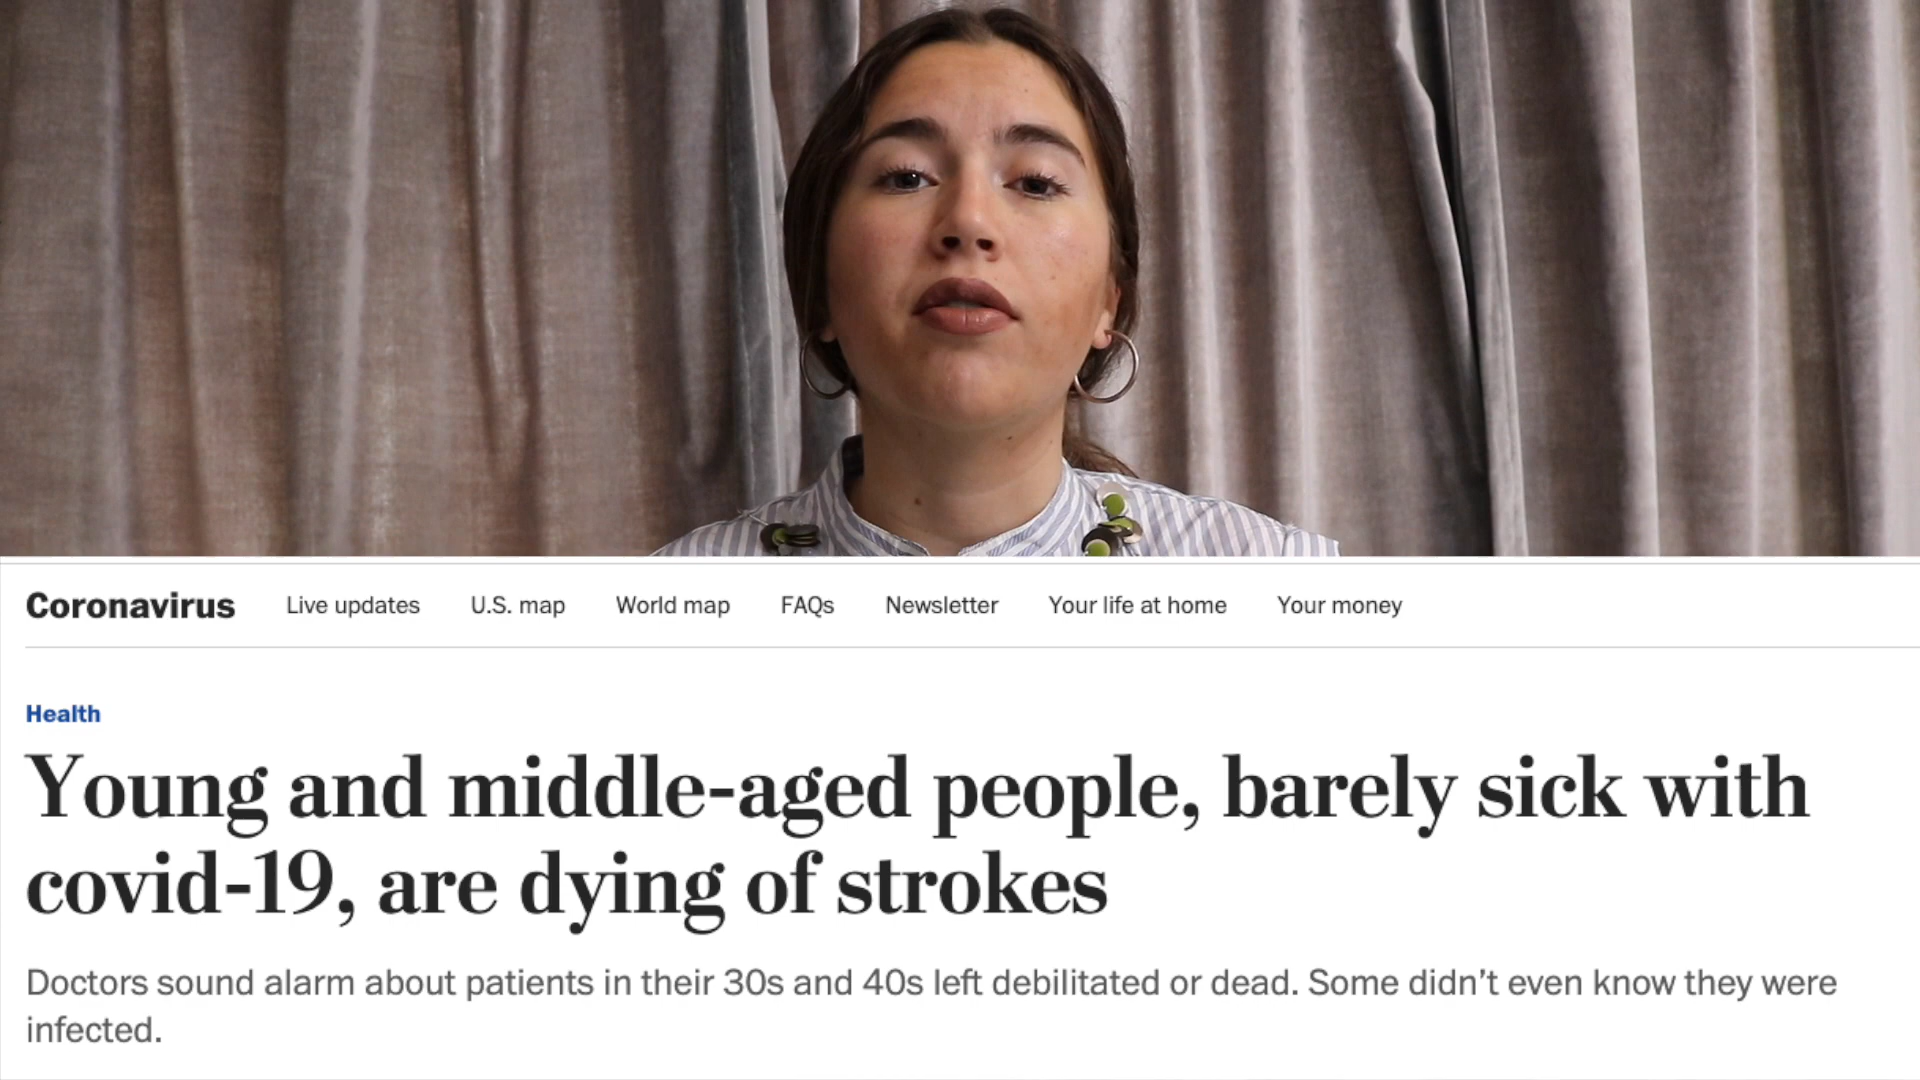 Coronavirus Live updates U.S. map World map FAQs Newsletter Your life at home Your money
Health
Young and middle-aged people, barely sick with
covid-19, are dying of strokes
Doctors sound alarm about patients in their 30s and 40s left debilitated or dead. Some didn't even know they were
infected.